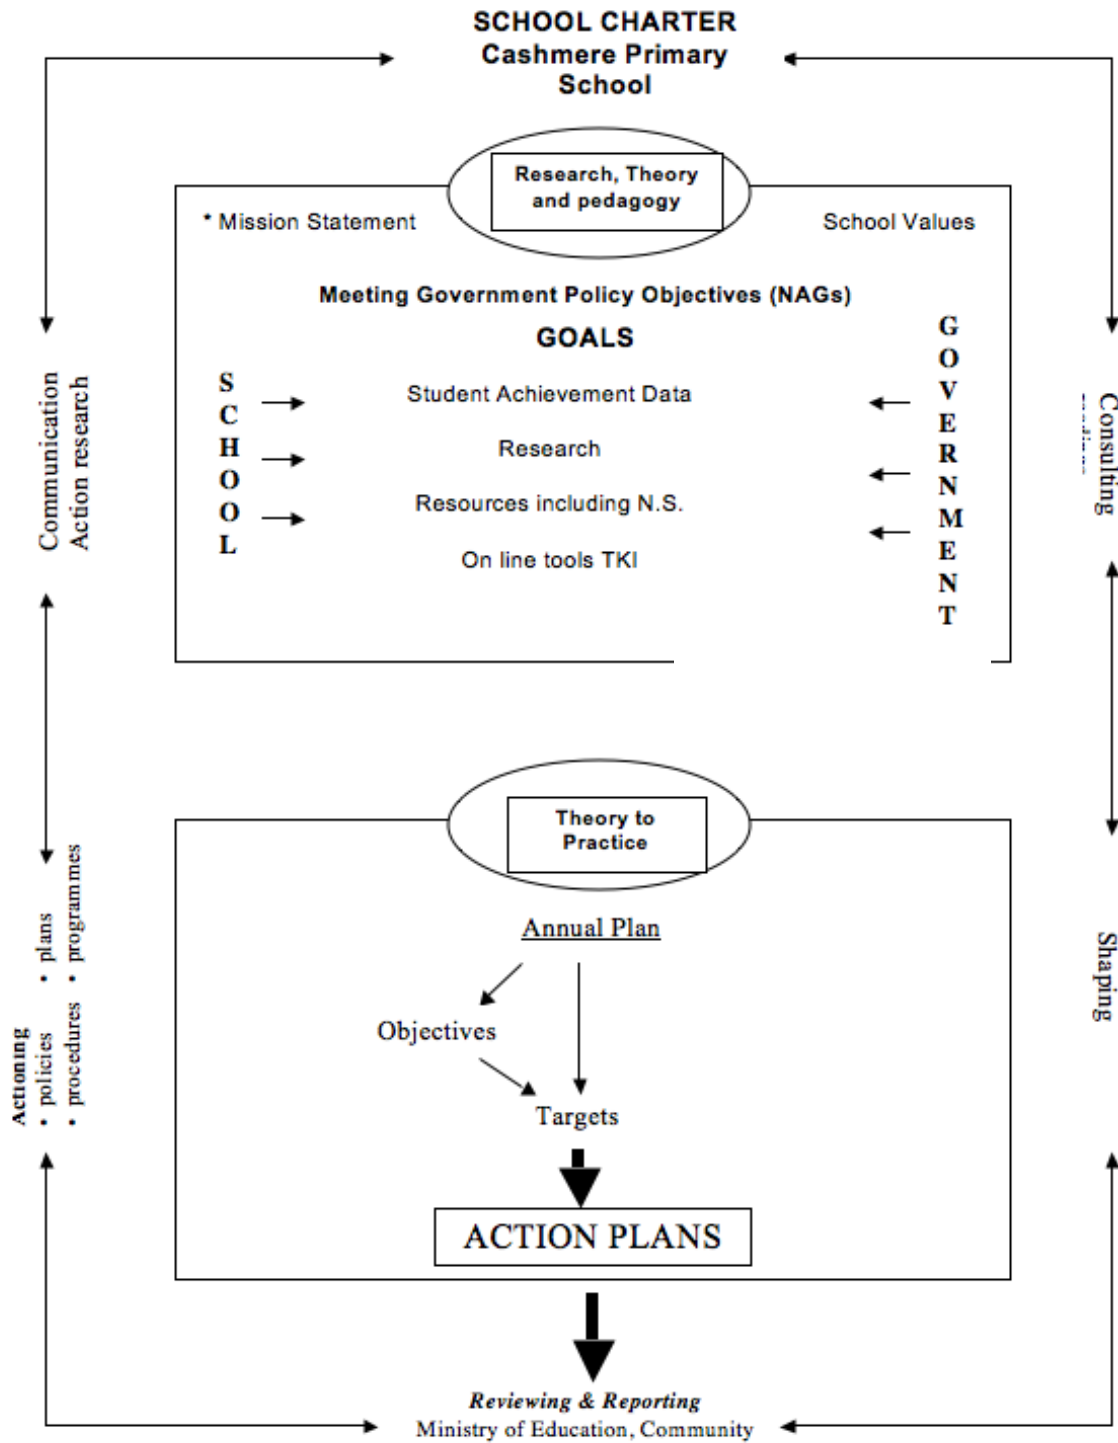 SCHOOL CHARTER
Cashmere Primary
School
Research, Theory
and pedagogy
* Mission Statement
School Values
Meeting Government Policy Objectives (NAGs)
GOALS
SCHOOL
GOVERNMENT
Student Achievement Data
Research
Resources including N.S.
On line tools TKI
Communication
Action research
Consulting
Theory to
Practice
Annual Plan
Objectives
Targets
ACTION PLANS
Actioning
• policies • plans
• procedures • programmes
Shaping
Reviewing & Reporting
Ministry of Education, Community